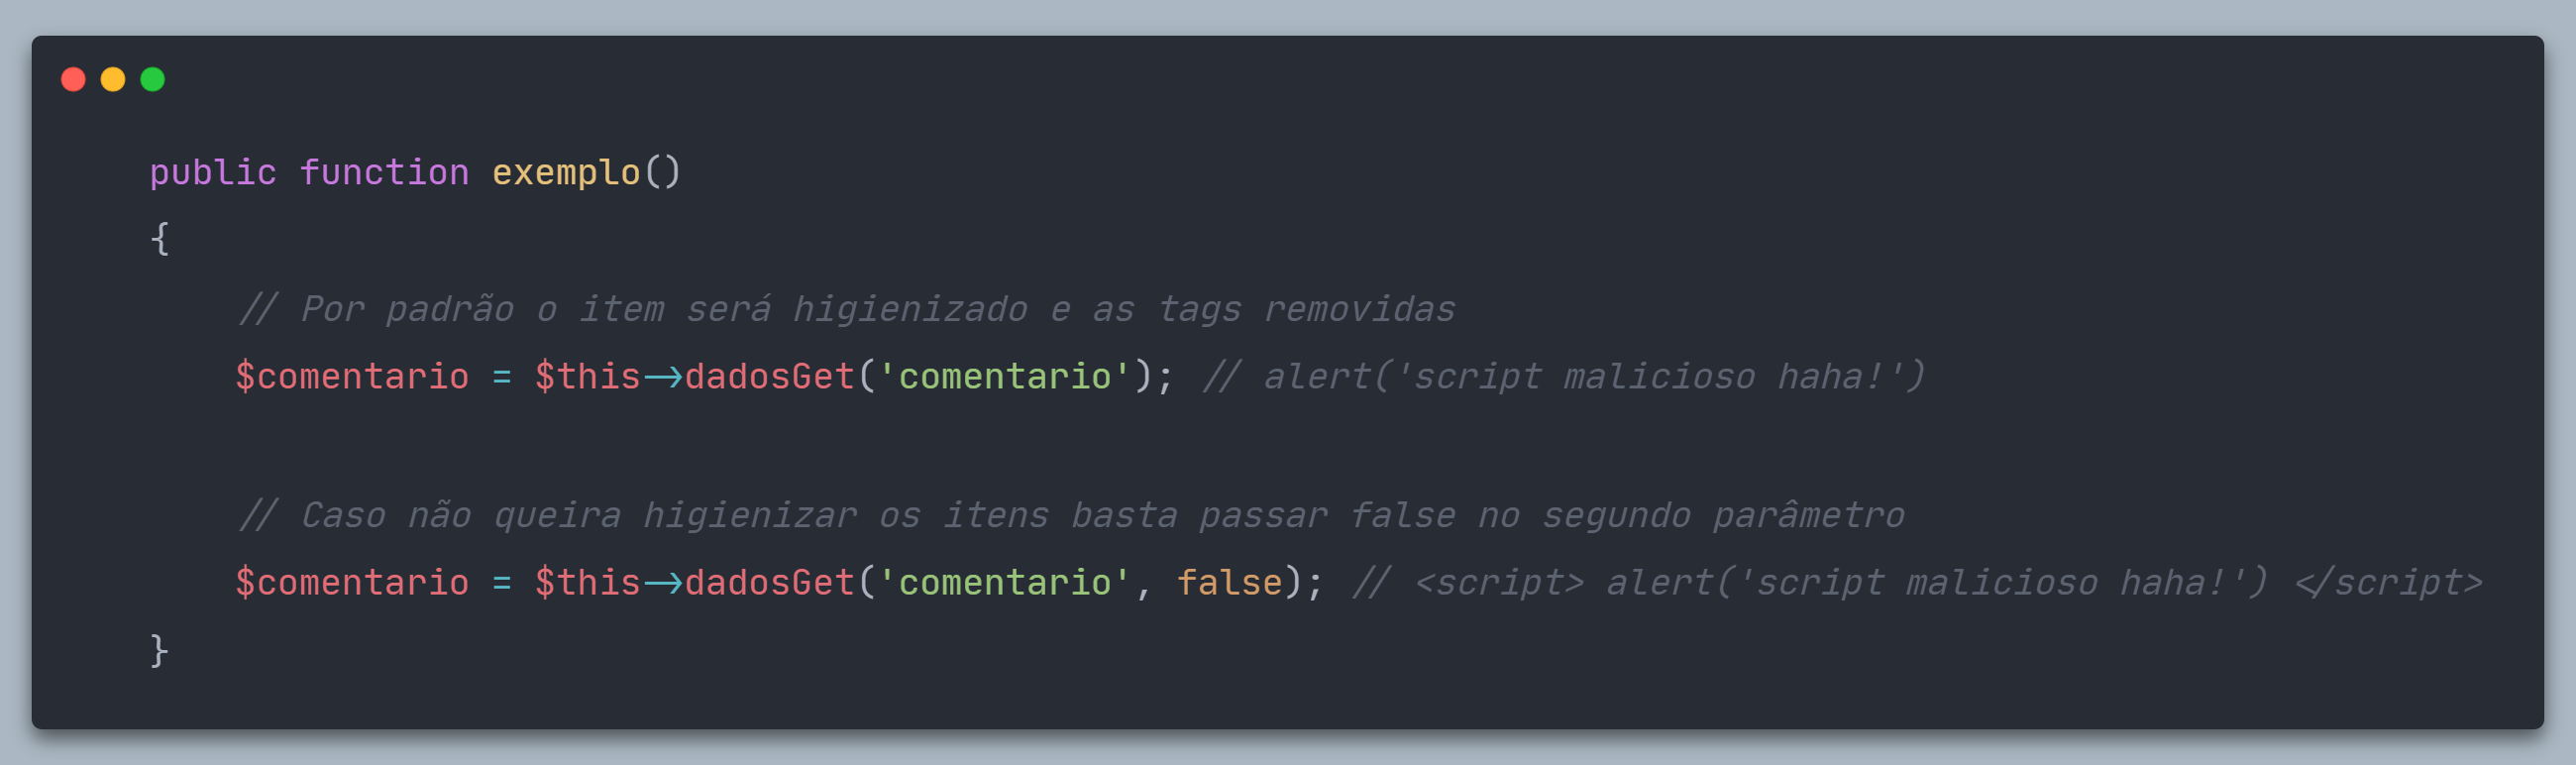 public function exemplo()
{
// Por padrão o item será higienizado e as tags removidas
$comentario = $this->dadosGet('comentario'); // alert('script malicioso haha!')
// Caso não queira higienizar os itens basta passar false no segundo parâmetro
$comentario = $this->dadosGet('comentario', false); // <script> alert('script malicioso haha!') </script>
}